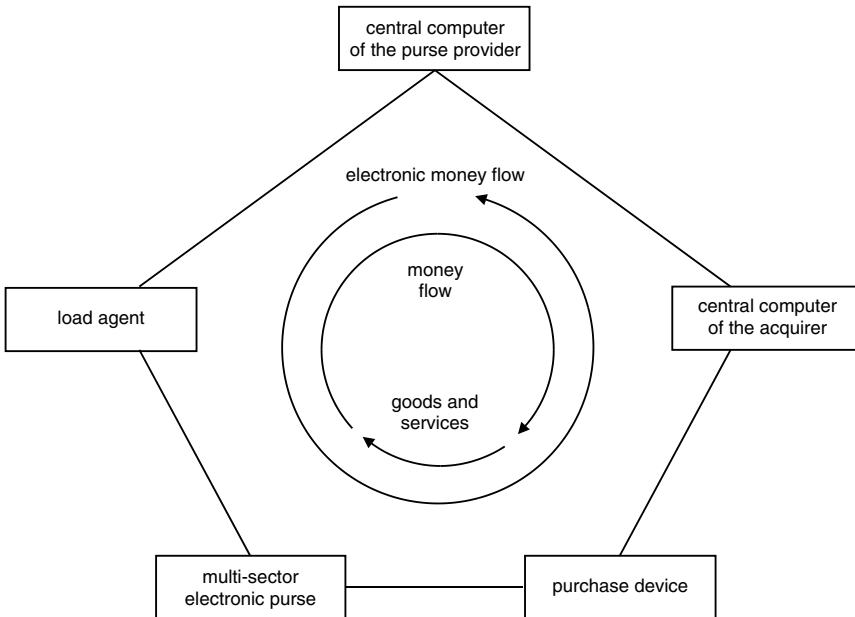 central computer
of the purse provider
electronic money flow
money
flow
load agent
central computer
of the acquirer
goods and
services
multi-sector
electronic purse
purchase device